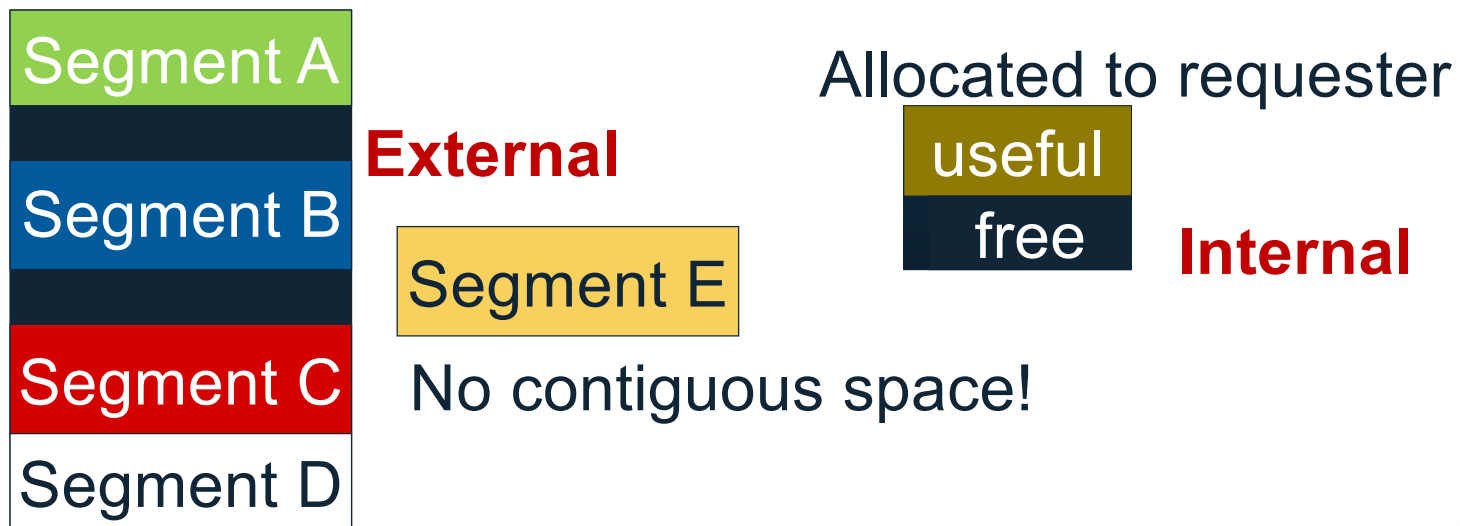 Segment A
Segment B
Segment C
Segment D
External
Segment E
No contiguous space!
Allocated to requester
useful
free
Internal